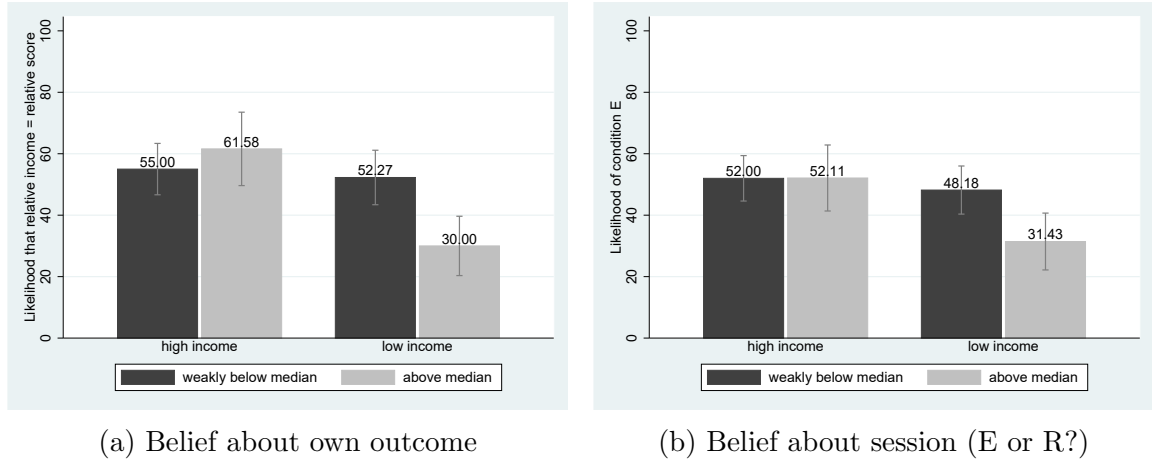 Likelihood that relative income = relative score
100
80
60
40
20
0
55.00
61.58
52.27
30.00
high income
low income
weakly below median
above median
(a) Belief about own outcome
Likelihood of condition E
100
80
60
40
20
0
52.00
52.11
48.18
31.43
high income
low income
weakly below median
above median
(b) Belief about session (E or R?)